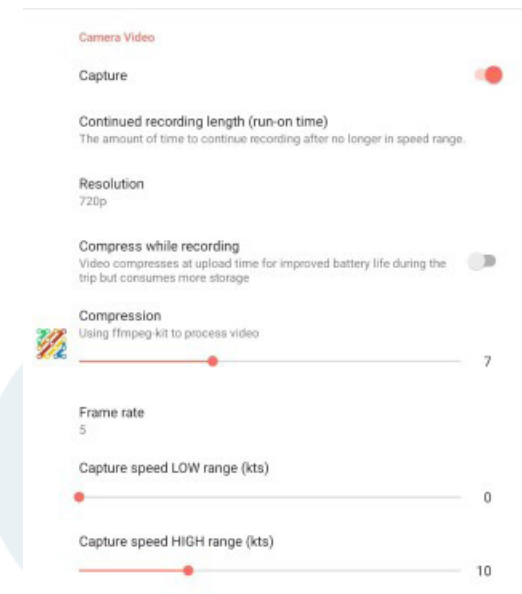 Camera Video
Capture
Continued recording length (run-on time)
The amount of time to continue recording after no longer in speed range.
Resolution
720p
Compress while recording
Video compresses at upload time for improved battery life during the
trip but consumes more storage
Compression
Using ffmpeg-kit to process video
7
Frame rate
5
Capture speed LOW range (kts)
0
Capture speed HIGH range (kts)
10